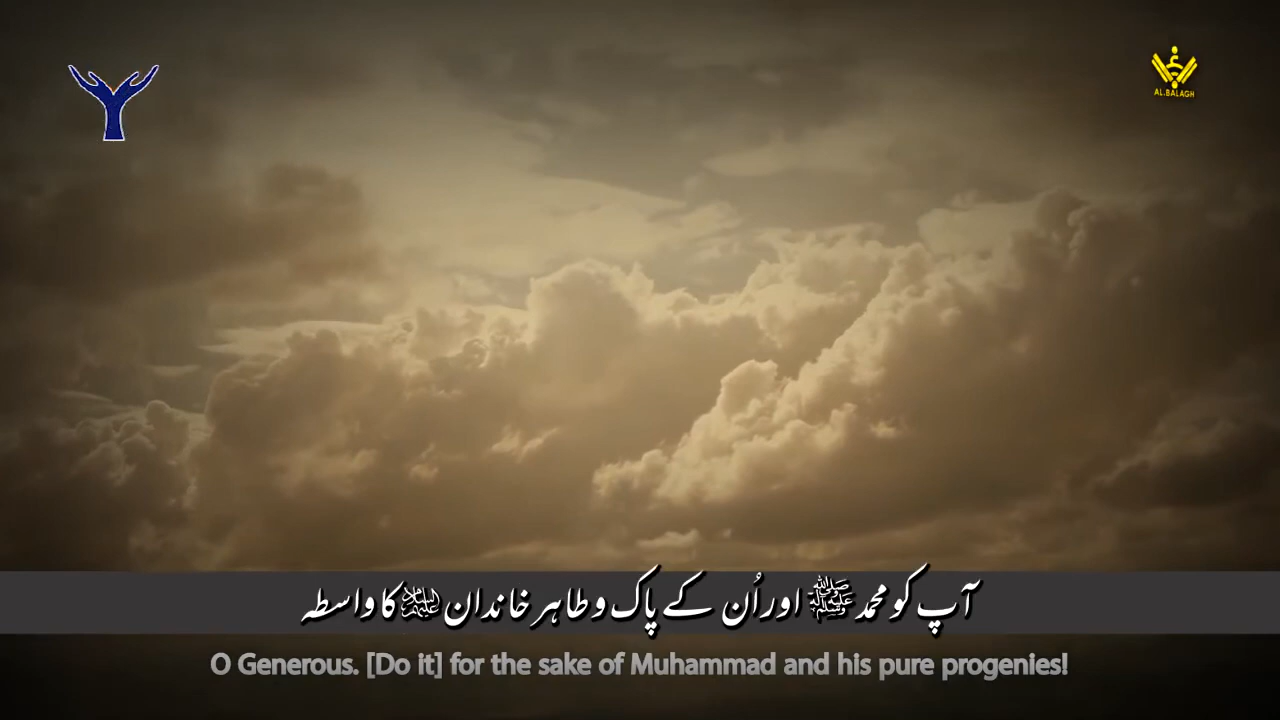 AL.BALAGH
آپ کو محمد ﷺ اور اُن کے پاک و طاہر خاندان علیہم السلام کا واسطہ
O Generous. [Do it] for the sake of Muhammad and his pure progenies!